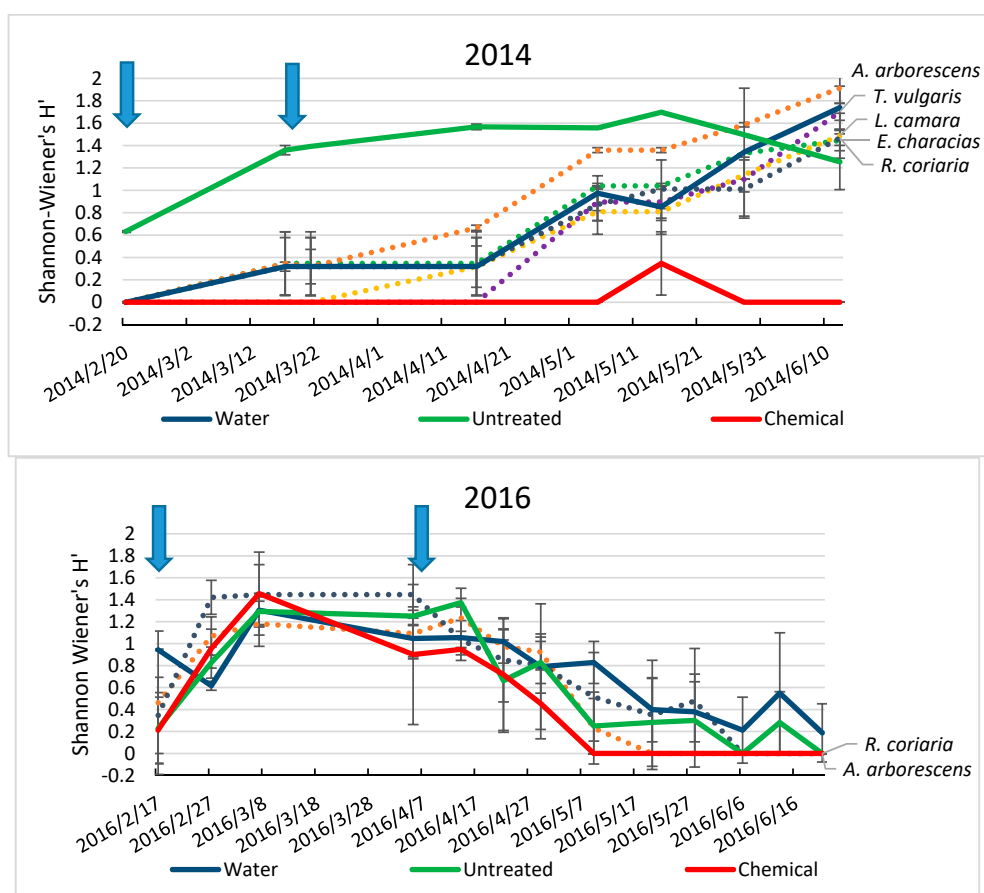 2014
Shannon-Wiener's H'
2
1.8
1.6
1.4
1.2
1
0.8
0.6
0.4
0.2
0
-0.2
A. arborescens
T. vulgaris
L. camara
E. characias
R. coriaria
2014/2/20 2014/3/2 2014/3/12 2014/3/22 2014/4/1 2014/4/11 2014/4/21 2014/5/1 2014/5/11 2014/5/21 2014/5/31 2014/6/10
Water Untreated Chemical
2016
Shannon Wiener's H'
2
1.8
1.6
1.4
1.2
1
0.8
0.6
0.4
0.2
0
-0.2
R. coriaria
A. arborescens
2016/2/17 2016/2/27 2016/3/8 2016/3/18 2016/3/28 2016/4/7 2016/4/17 2016/4/27 2016/5/7 2016/5/17 2016/5/27 2016/6/6 2016/6/16
Water Untreated Chemical